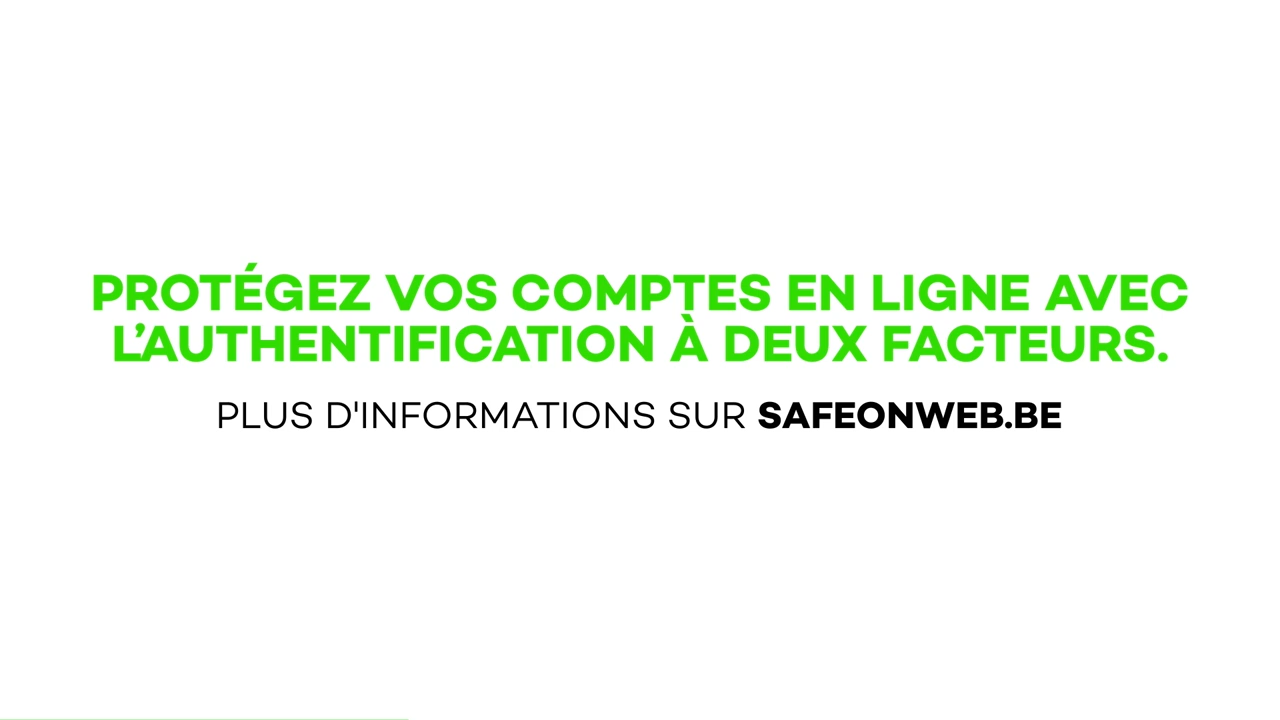 PROTÉGEZ VOS COMPTES EN LIGNE AVEC
L’AUTHENTIFICATION À DEUX FACTEURS.
PLUS D'INFORMATIONS SUR SAFEONWEB.BE